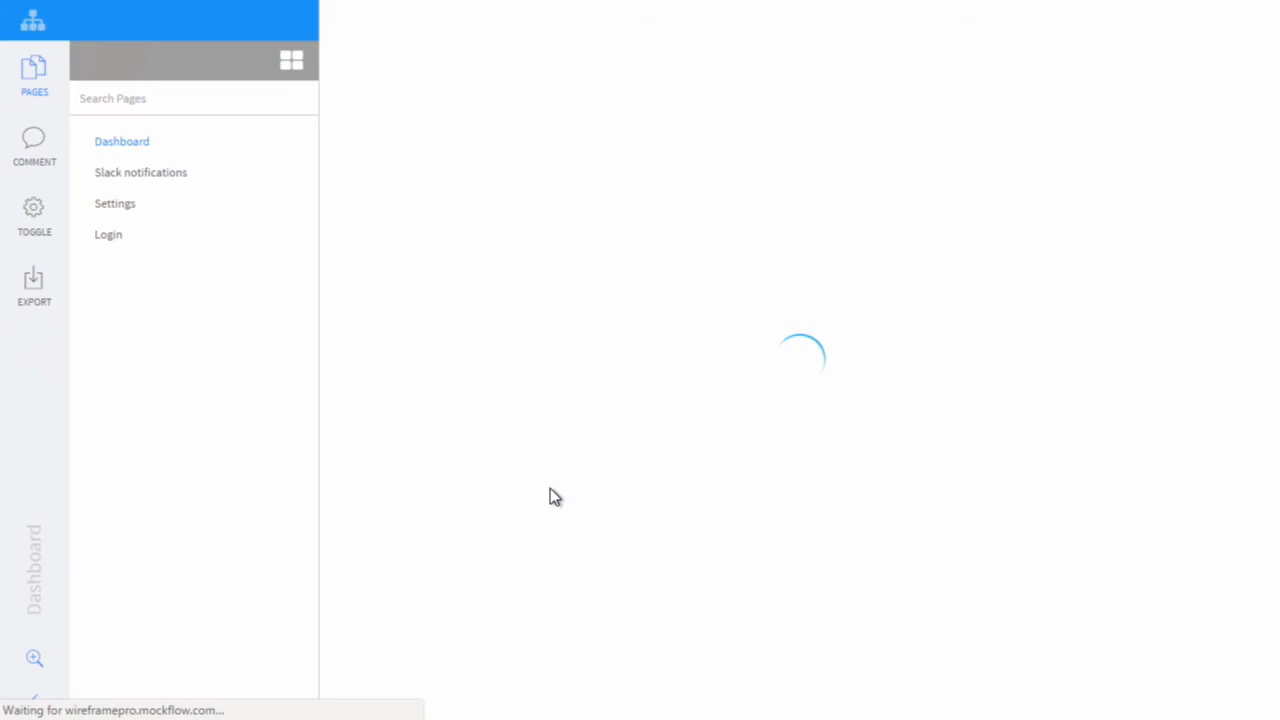 PAGES
COMMENT
TOGGLE
EXPORT
Dashboard
Search Pages
Dashboard
Slack notifications
Settings
Login
Waiting for wireframepro.mockflow.com...